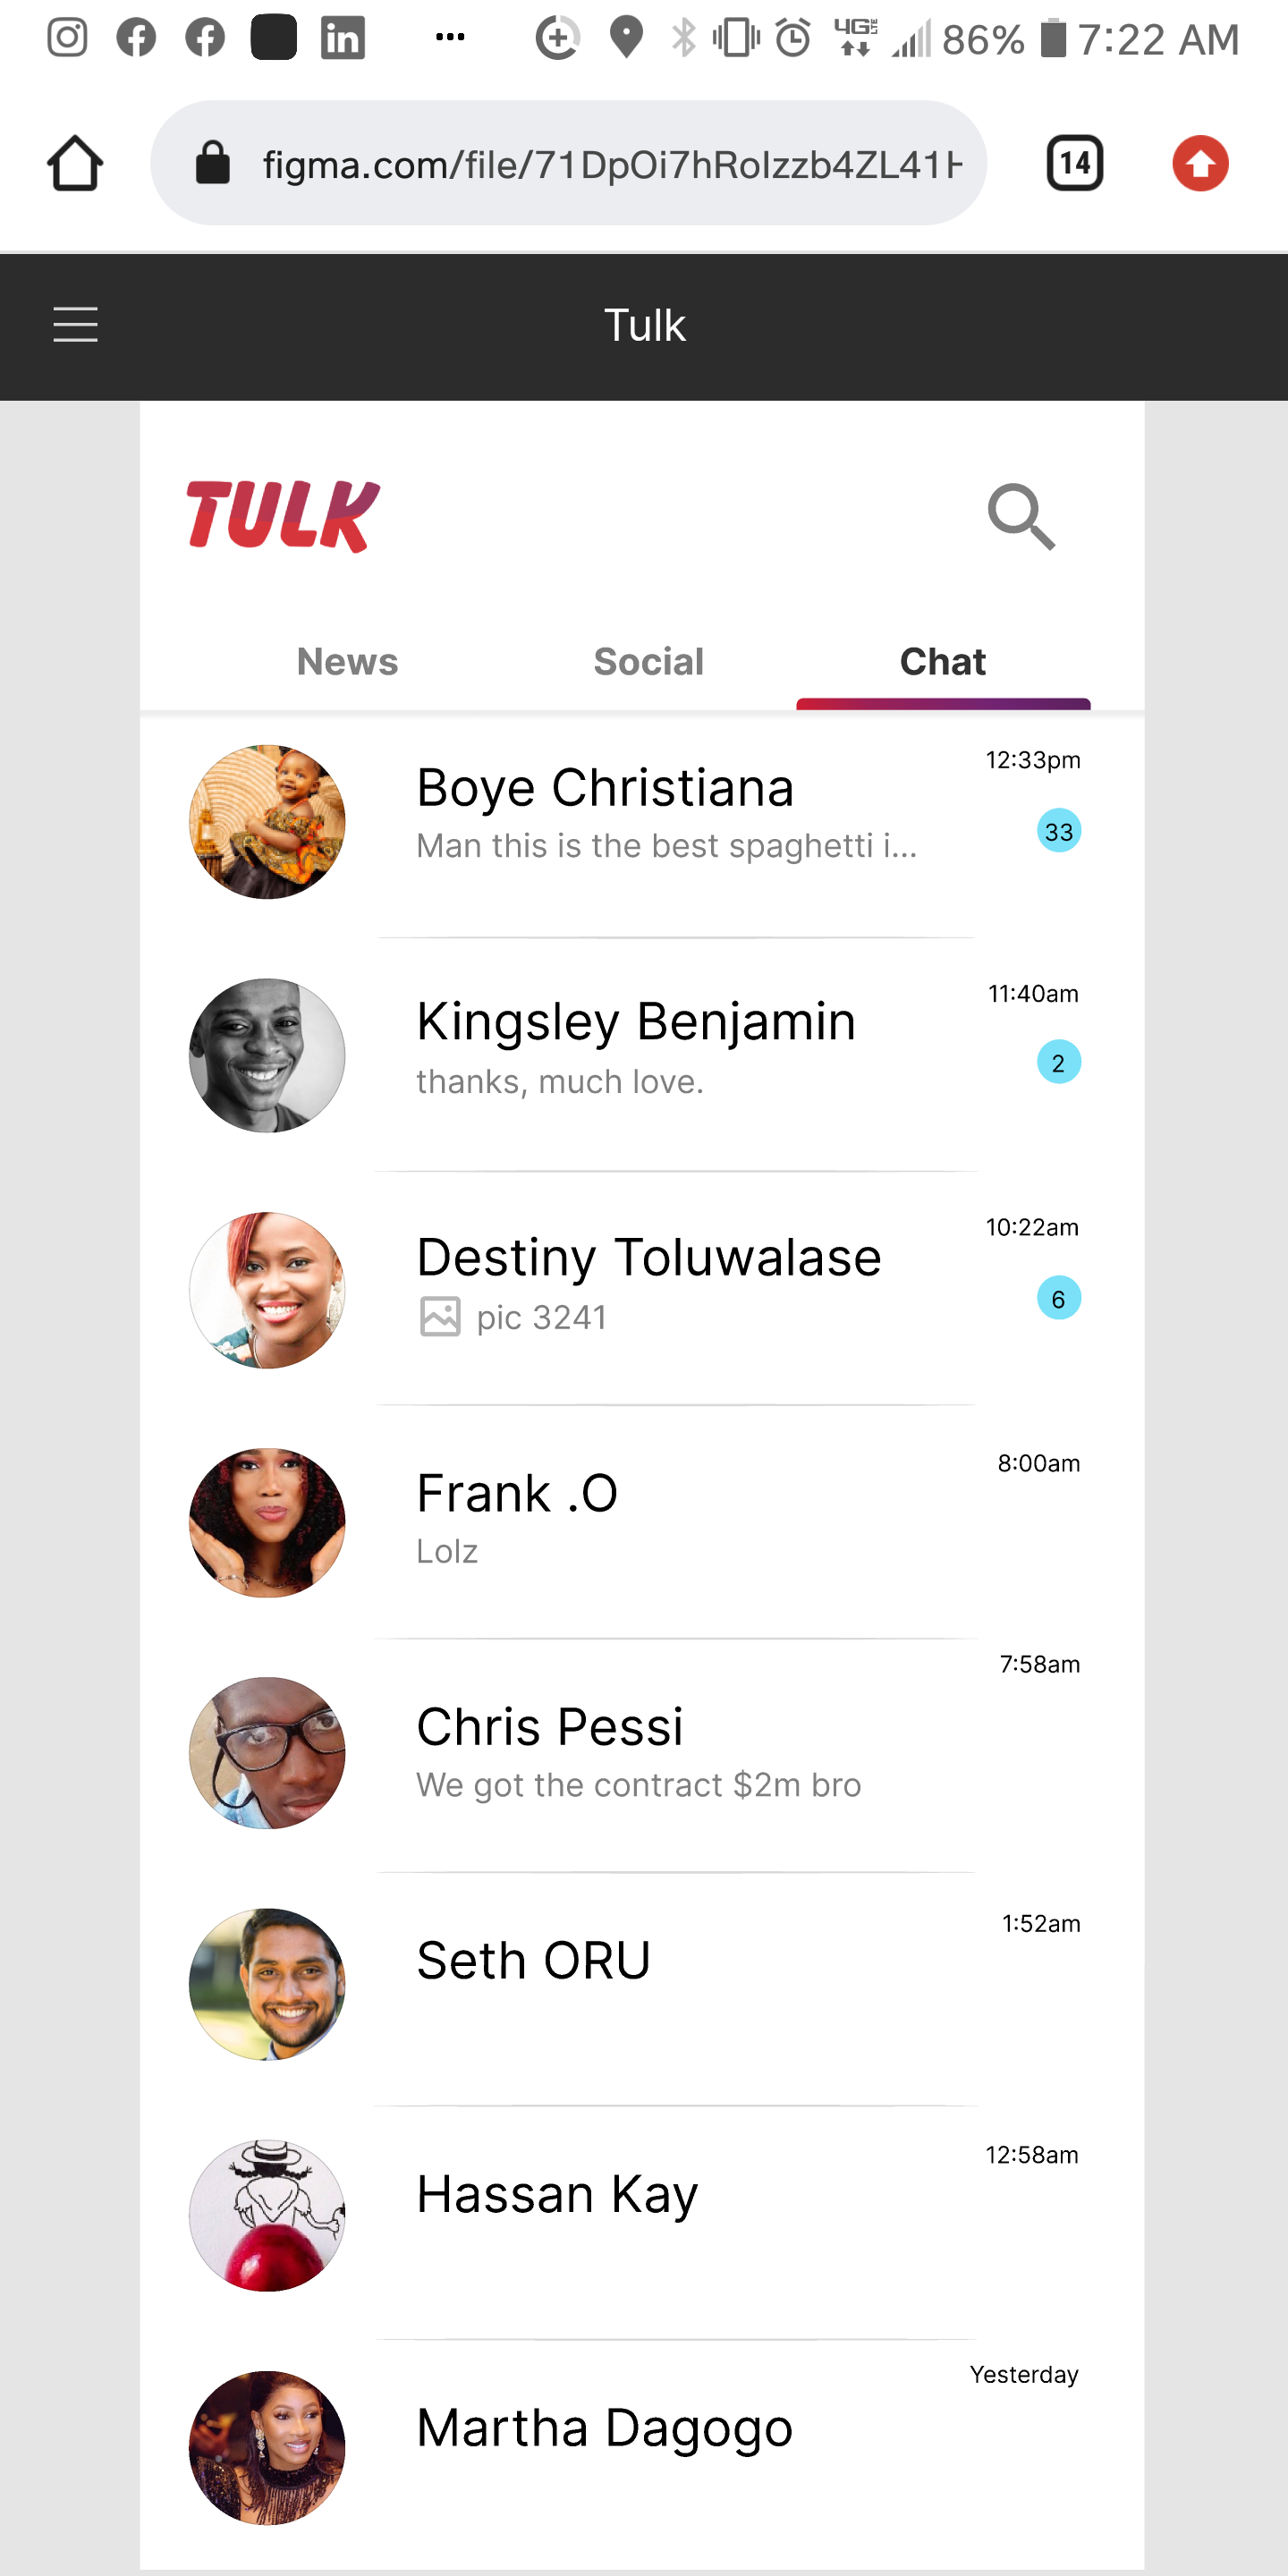 86% 7:22 AM
figma.com/file/71DpOi7hRolzzb4ZL41H
14
Tulk
TULK
News Social Chat
12:33pm
Boye Christiana
Man this is the best spaghetti i...
33
11:40am
Kingsley Benjamin
2
thanks, much love.
10:22am
Destiny Toluwalase
pic 3241
6
8:00am
Frank .O
Lolz
7:58am
Chris Pessi
We got the contract $2m bro
1:52am
Seth ORU
12:58am
Hassan Kay
Yesterday
Martha Dagogo